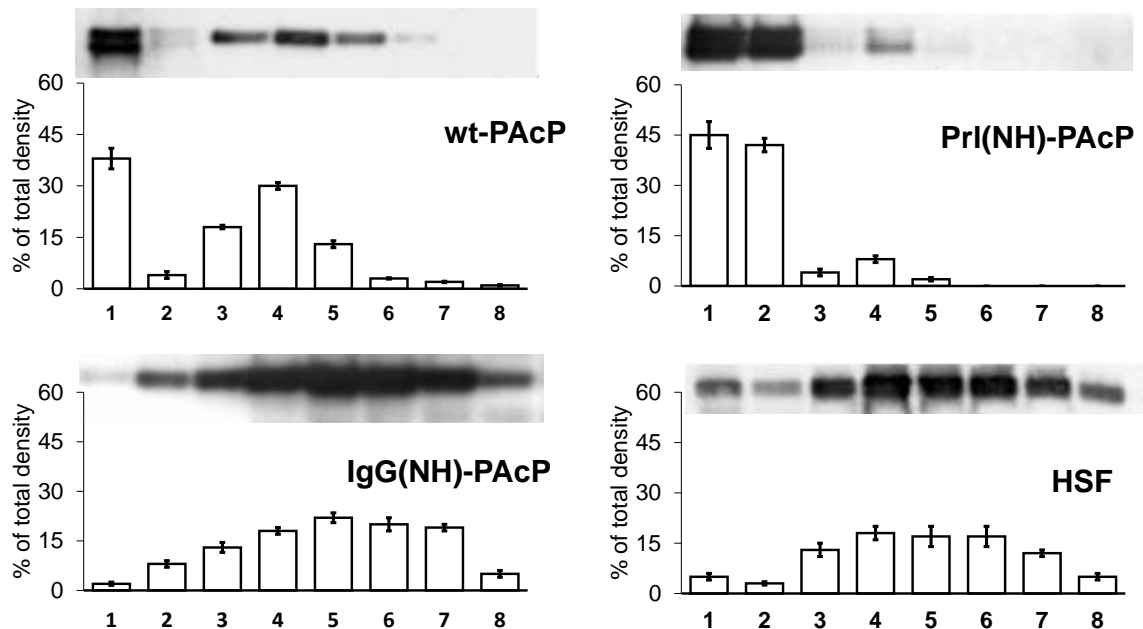 60
45
30
15
0
% of total density
wt-PAcP
1 2 3 4 5 6 7 8
60
45
30
15
0
% of total density
Prl(NH)-PAcP
1 2 3 4 5 6 7 8
60
45
30
15
0
% of total density
IgG(NH)-PAcP
1 2 3 4 5 6 7 8
60
45
30
15
0
% of total density
HSF
1 2 3 4 5 6 7 8